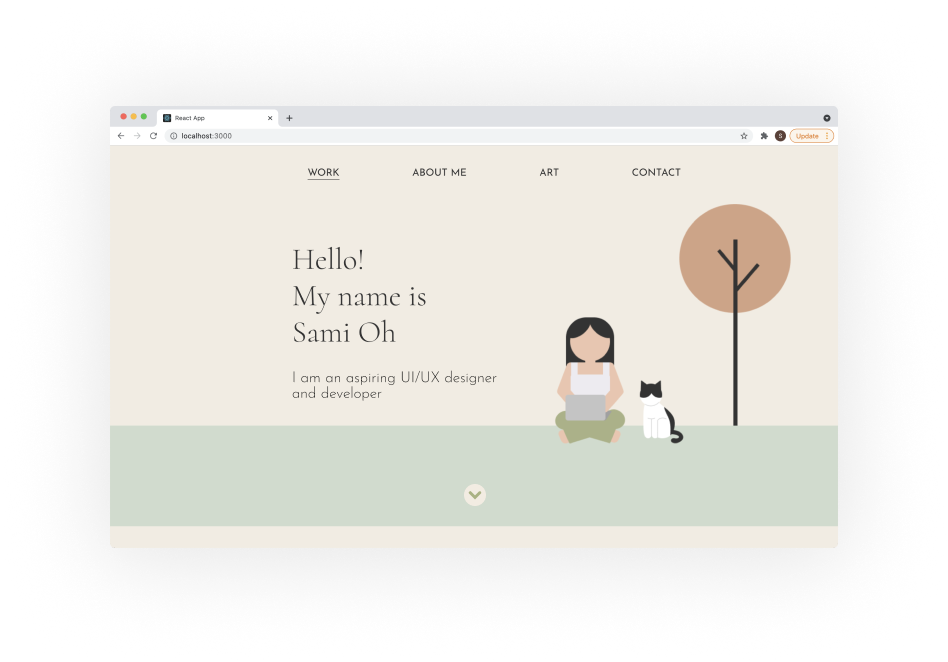 React App
localhost:3000
S
Update
WORK ABOUT ME ART CONTACT
Hello!
My name is
Sami Oh
I am an aspiring UI/UX designer
and developer